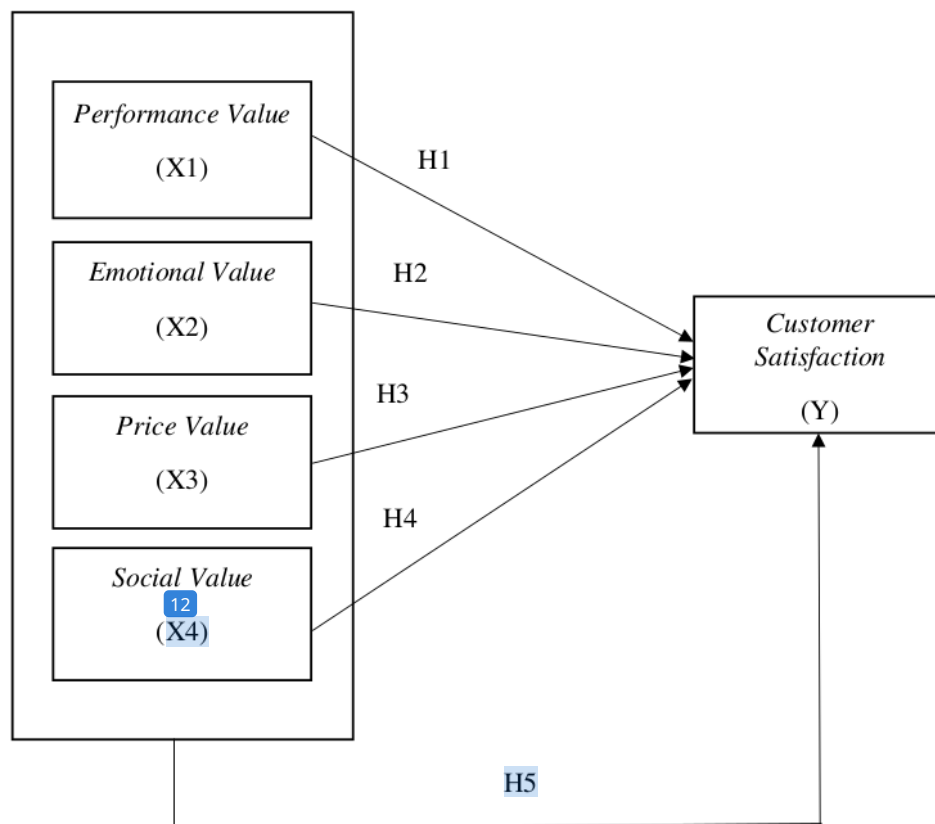 Performance Value
(X1)
H1
Emotional Value
(X2)
H2
Customer
Satisfaction
(Y)
Price Value
(X3)
H3
H4
Social Value
12
(X4)
H5